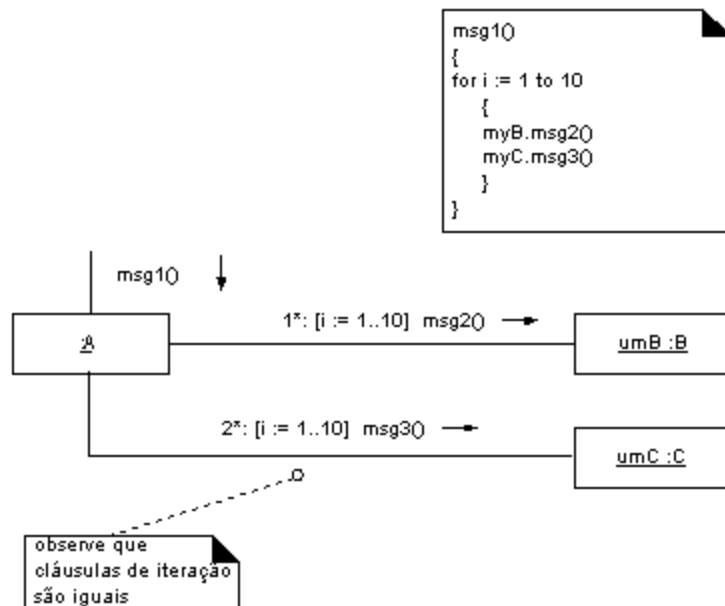 msg1()
{
for i := 1 to 10
{
myB.msg2()
myC.msg3()
}
}
msg1()
1*: [i := 1..10] msg2()
:A
umB :B
2*: [i := 1..10] msg3()
umC :C
observe que
cláusulas de iteração
são iguais